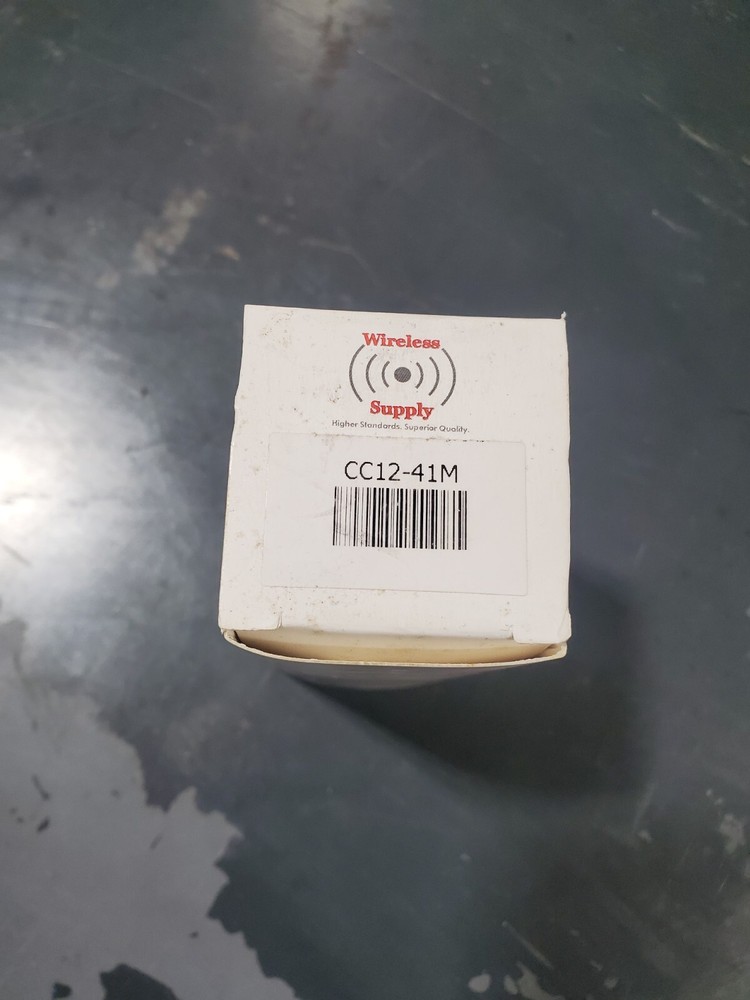 Wireless
Supply
Higher Standards. Superior Quality.
CC12-41M